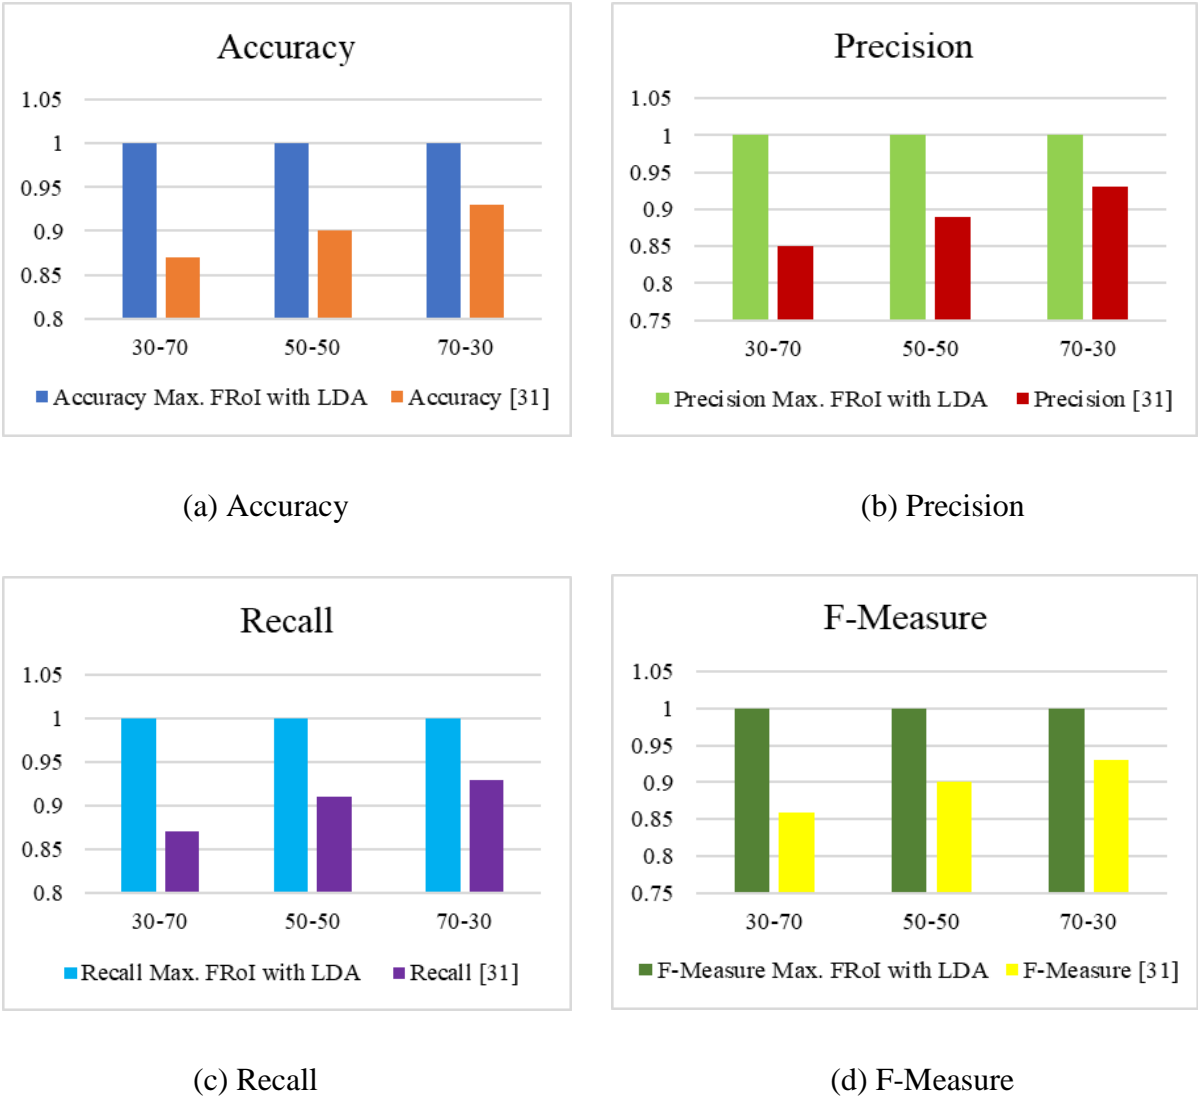 Accuracy
1.05
1
0.95
0.9
0.85
0.8
30-70 50-50 70-30
Accuracy Max. FRoI with LDA Accuracy [31]
(a) Accuracy
Precision
1.05
1
0.95
0.9
0.85
0.8
0.75
30-70 50-50 70-30
Precision Max. FRoI with LDA Precision [31]
(b) Precision
Recall
1.05
1
0.95
0.9
0.85
0.8
30-70 50-50 70-30
Recall Max. FRoI with LDA Recall [31]
(c) Recall
F-Measure
1.05
1
0.95
0.9
0.85
0.8
0.75
30-70 50-50 70-30
F-Measure Max. FRoI with LDA F-Measure [31]
(d) F-Measure